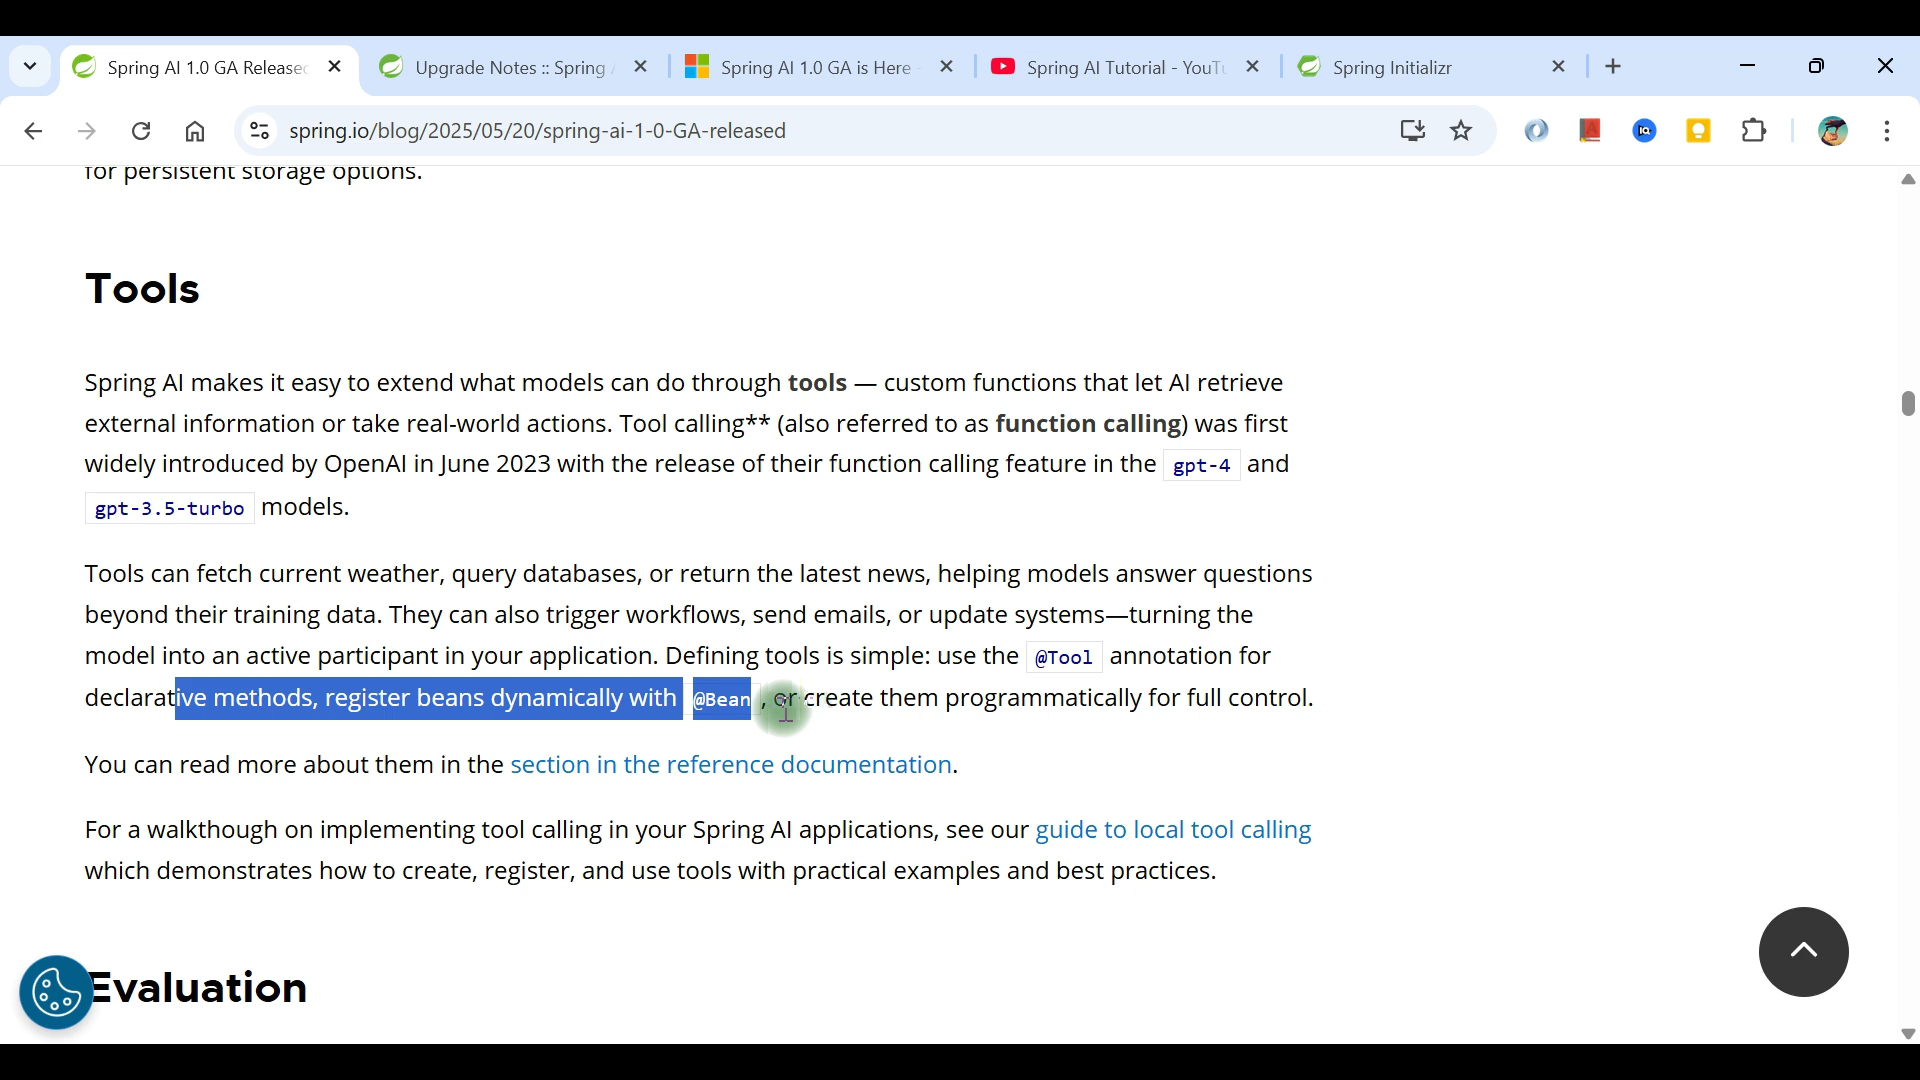 Spring AI 1.0 GA Released
Upgrade Notes :: Spring
Spring AI 1.0 GA is Here
Spring AI Tutorial - YouTu
Spring Initializr
spring.io/blog/2025/05/20/spring-ai-1-0-GA-released
for persistent storage options.
Tools
Spring AI makes it easy to extend what models can do through tools — custom functions that let AI retrieve
external information or take real-world actions. Tool calling** (also referred to as function calling) was first
widely introduced by OpenAI in June 2023 with the release of their function calling feature in the gpt-4 and
gpt-3.5-turbo models.
Tools can fetch current weather, query databases, or return the latest news, helping models answer questions
beyond their training data. They can also trigger workflows, send emails, or update systems—turning the
model into an active participant in your application. Defining tools is simple: use the @Tool annotation for
declarative methods, register beans dynamically with @Bean, or create them programmatically for full control.
You can read more about them in the section in the reference documentation.
For a walkthough on implementing tool calling in your Spring AI applications, see our guide to local tool calling
which demonstrates how to create, register, and use tools with practical examples and best practices.
Evaluation